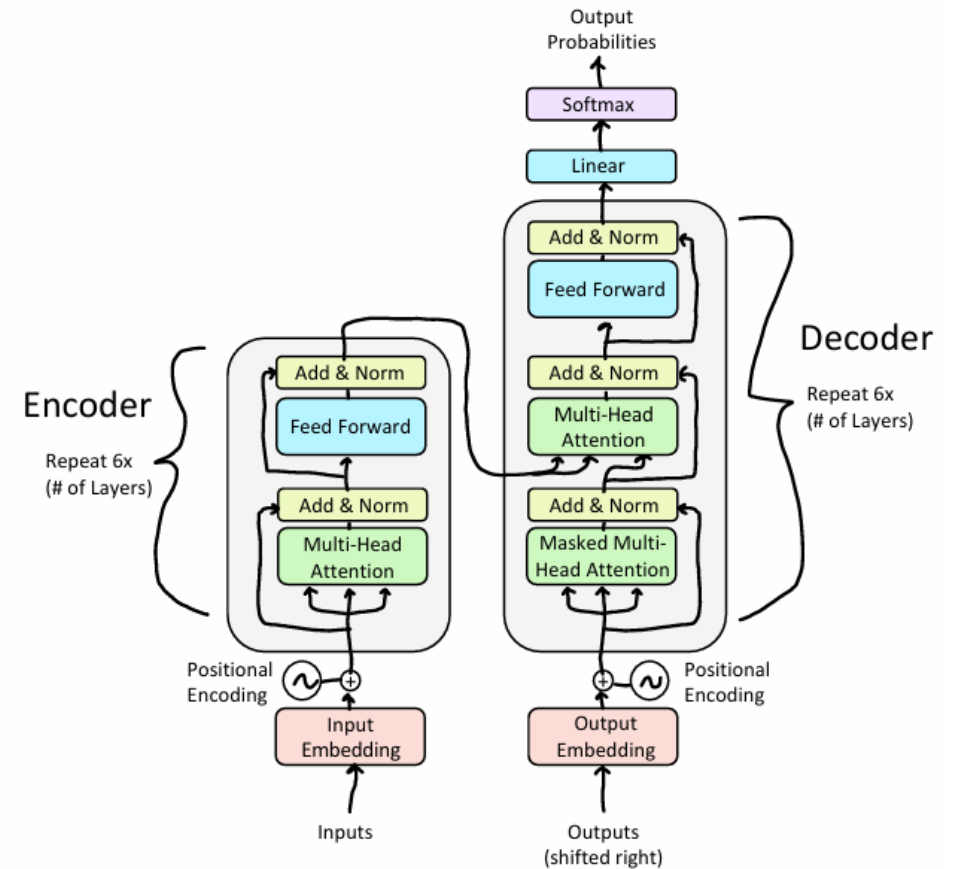 Output
Probabilities
Softmax
Linear
Add & Norm
Feed Forward
Add & Norm
Multi-Head
Attention
Add & Norm
Masked Multi-
Head Attention
Decoder
Repeat 6x
(# of Layers)
Encoder
Repeat 6x
(# of Layers)
Add & Norm
Feed Forward
Add & Norm
Multi-Head
Attention
Positional
Encoding
Positional
Encoding
Input
Embedding
Output
Embedding
Inputs
Outputs
(shifted right)